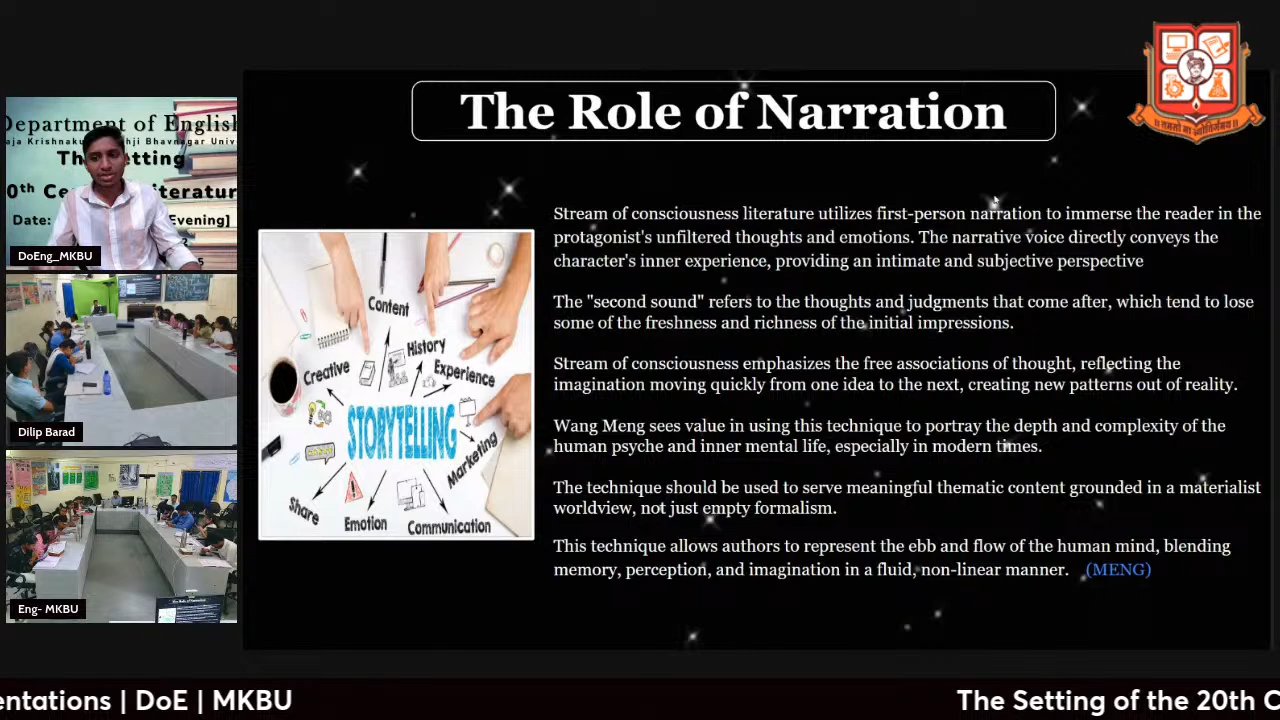 The Role of Narration
Department of English
Krishnaku
ji Bhavnagar
The Setting
Date:
Evening]
DoEng_MKBU
Dilip Barad
Eng- MKBU
Content
History
Creative
Experience
STORYTELLING
Marketing
Share
Emotion
Communication
Stream of consciousness literature utilizes first-person narration to immerse the reader in the
protagonist's unfiltered thoughts and emotions. The narrative voice directly conveys the
character's inner experience, providing an intimate and subjective perspective
The "second sound" refers to the thoughts and judgments that come after, which tend to lose
some of the freshness and richness of the initial impressions.
Stream of consciousness emphasizes the free associations of thought, reflecting the
imagination moving quickly from one idea to the next, creating new patterns out of reality.
Wang Meng sees value in using this technique to portray the depth and complexity of the
human psyche and inner mental life, especially in modern times.
The technique should be used to serve meaningful thematic content grounded in a materialist
worldview, not just empty formalism.
This technique allows authors to represent the ebb and flow of the human mind, blending
memory, perception, and imagination in a fluid, non-linear manner. (MENG)
entations | DoE | MKBU
The Setting of the 20th C